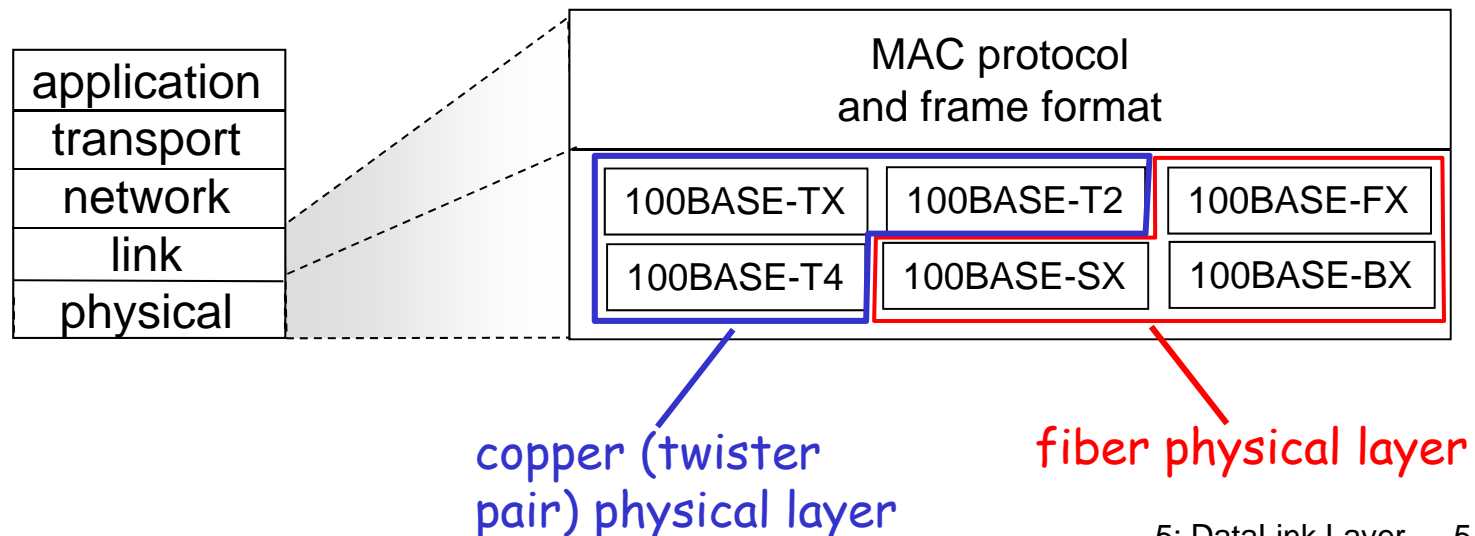 application
transport
network
link
physical
MAC protocol
and frame format
100BASE-TX
100BASE-T2
100BASE-FX
100BASE-T4
100BASE-SX
100BASE-BX
copper (twister
pair) physical layer
fiber physical layer
5: DataLink Layer 5